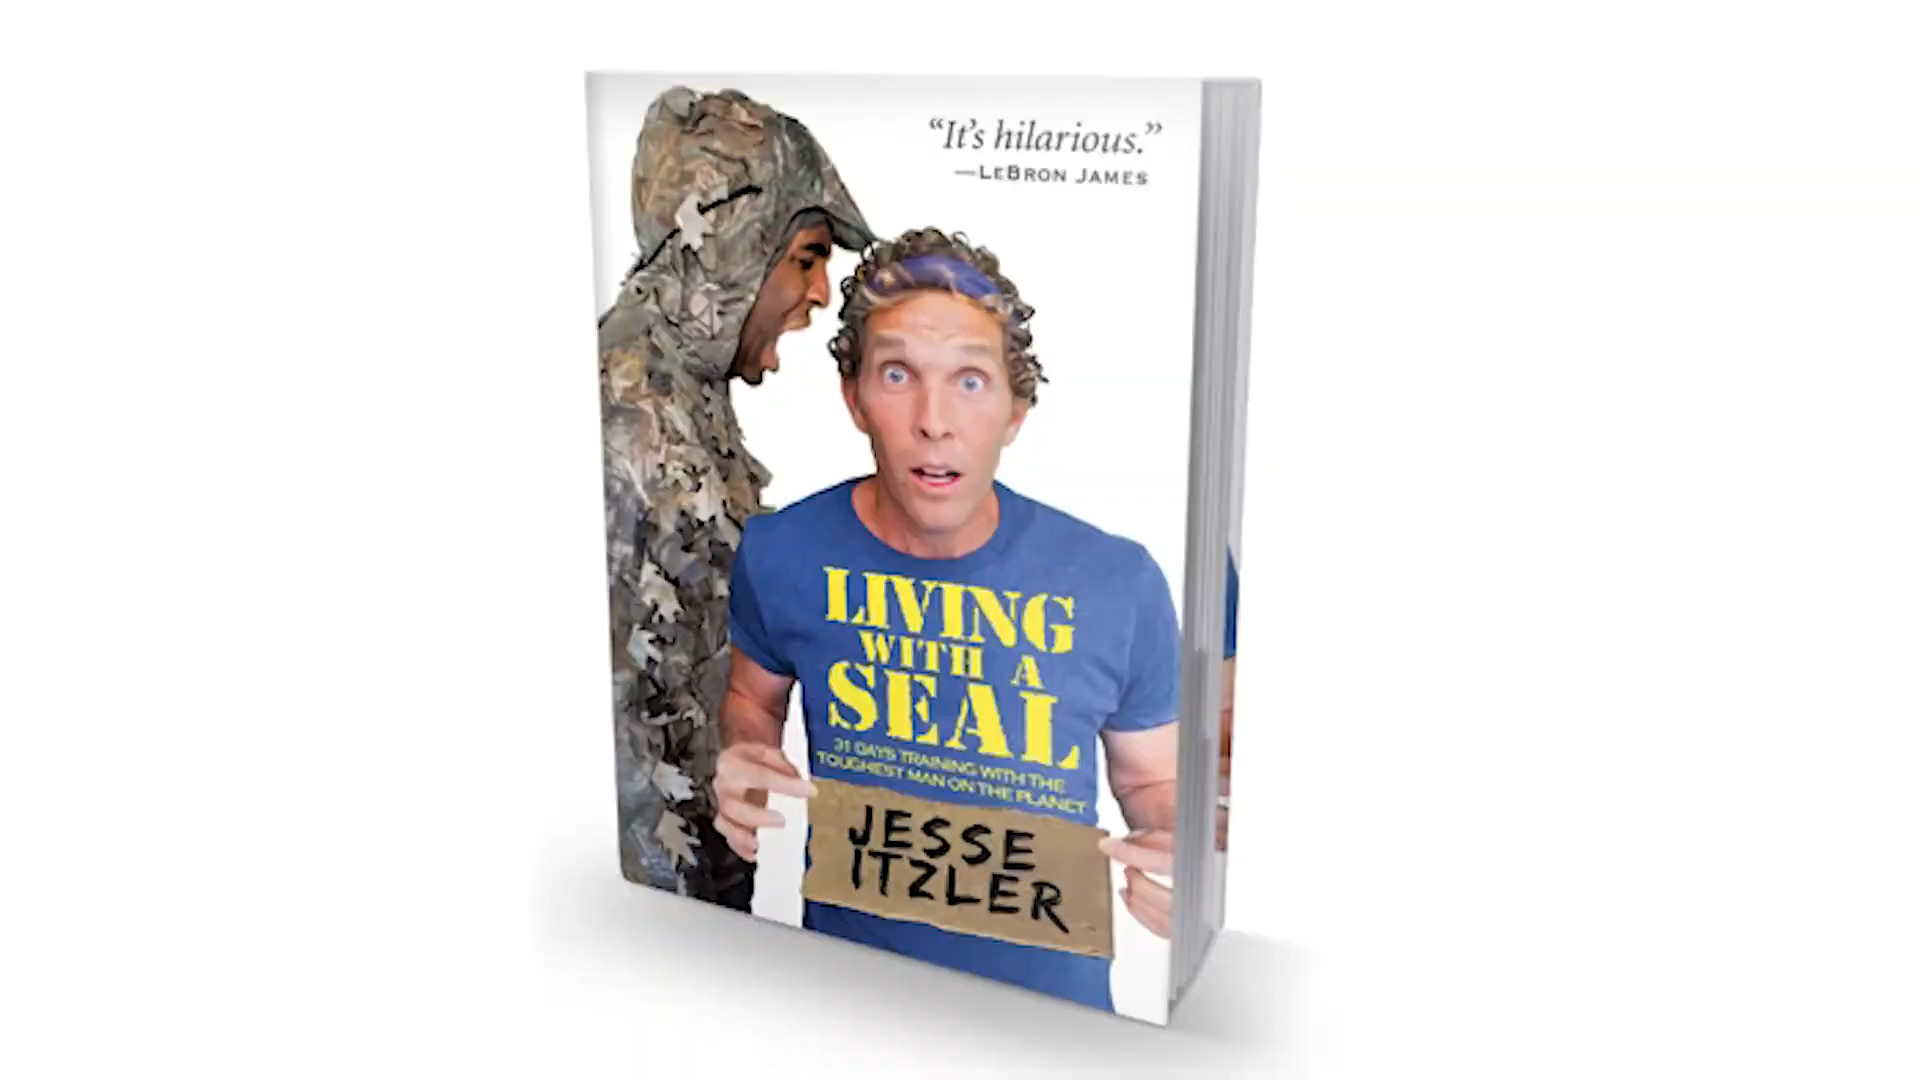 “It’s hilarious.”
—LEBRON JAMES
LIVING
WITH A
SEAL
31 DAYS TRAINING WITH THE
TOUGHEST MAN ON THE PLANET
JESSE
ITZLER